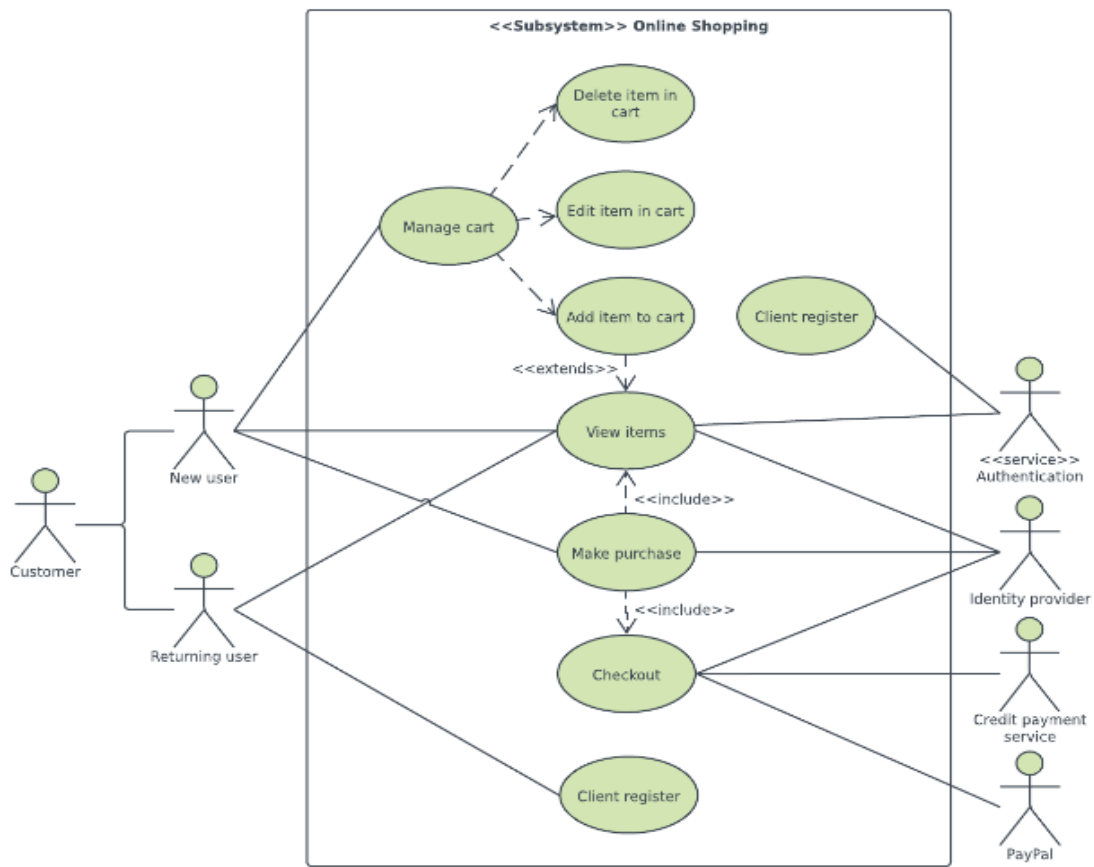 <<Subsystem>> Online Shopping
Delete item in
cart
Edit item in cart
Manage cart
Add item to cart
Client register
<<extends>>
View items
New user
<<service>>
Authentication
<<include>>
Make purchase
Customer
Identity provider
<<include>>
Returning user
Checkout
Credit payment
service
Client register
PayPal